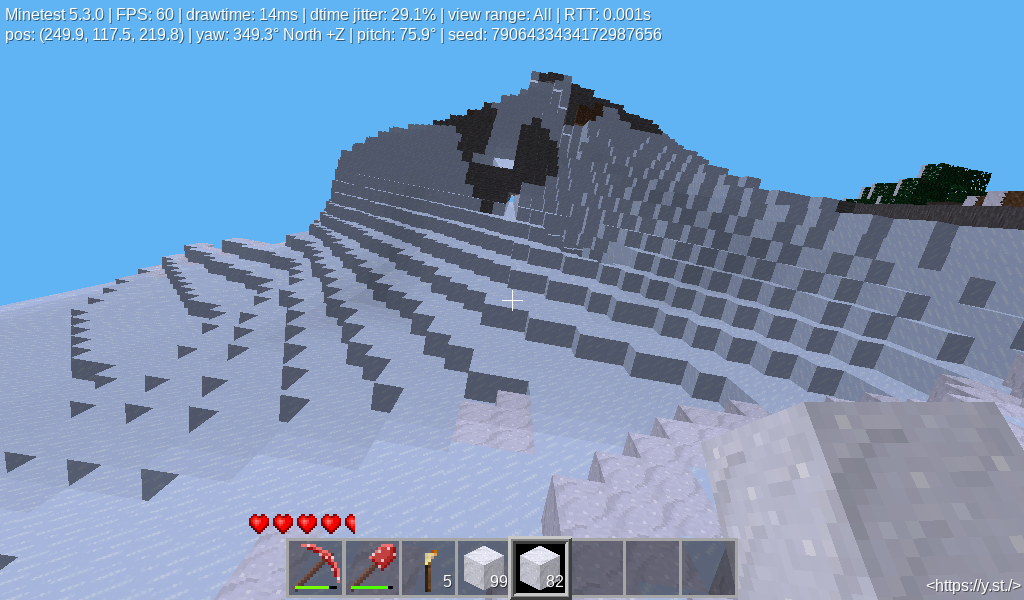 Minetest 5.3.0 | FPS: 60 | drawtime: 14ms | dtime jitter: 29.1% | view range: All | RTT: 0.001s
pos: (249.9, 117.5, 219.8) | yaw: 349.3° North +Z | pitch: 75.9° | seed: 7906433434172987656
5 99 82
<https://y.st./>